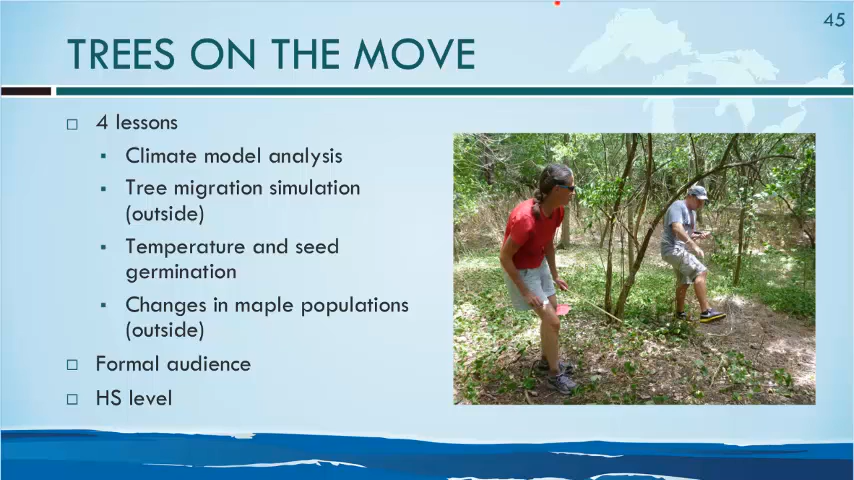 45
TREES ON THE MOVE
4 lessons
Climate model analysis
Tree migration simulation
(outside)
Temperature and seed
germination
Changes in maple populations
(outside)
Formal audience
HS level